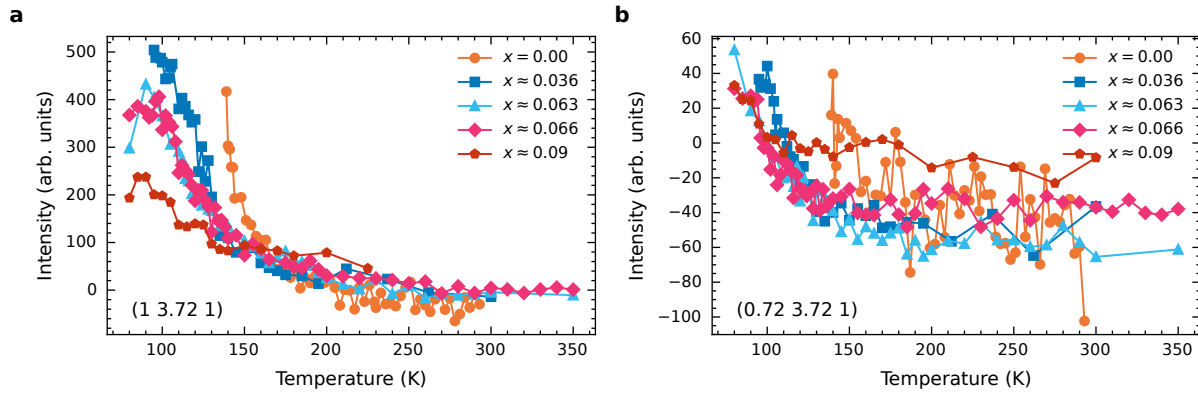 a
500
400
300
200
100
0
Intensity (arb. units)
x = 0.00
x ≈ 0.036
x ≈ 0.063
x ≈ 0.066
x ≈ 0.09
(1 3.72 1)
100 150 200 250 300 350
Temperature (K)
b
60
40
20
0
−20
−40
−60
−80
−100
Intensity (arb. units)
x = 0.00
x ≈ 0.036
x ≈ 0.063
x ≈ 0.066
x ≈ 0.09
(0.72 3.72 1)
100 150 200 250 300 350
Temperature (K)